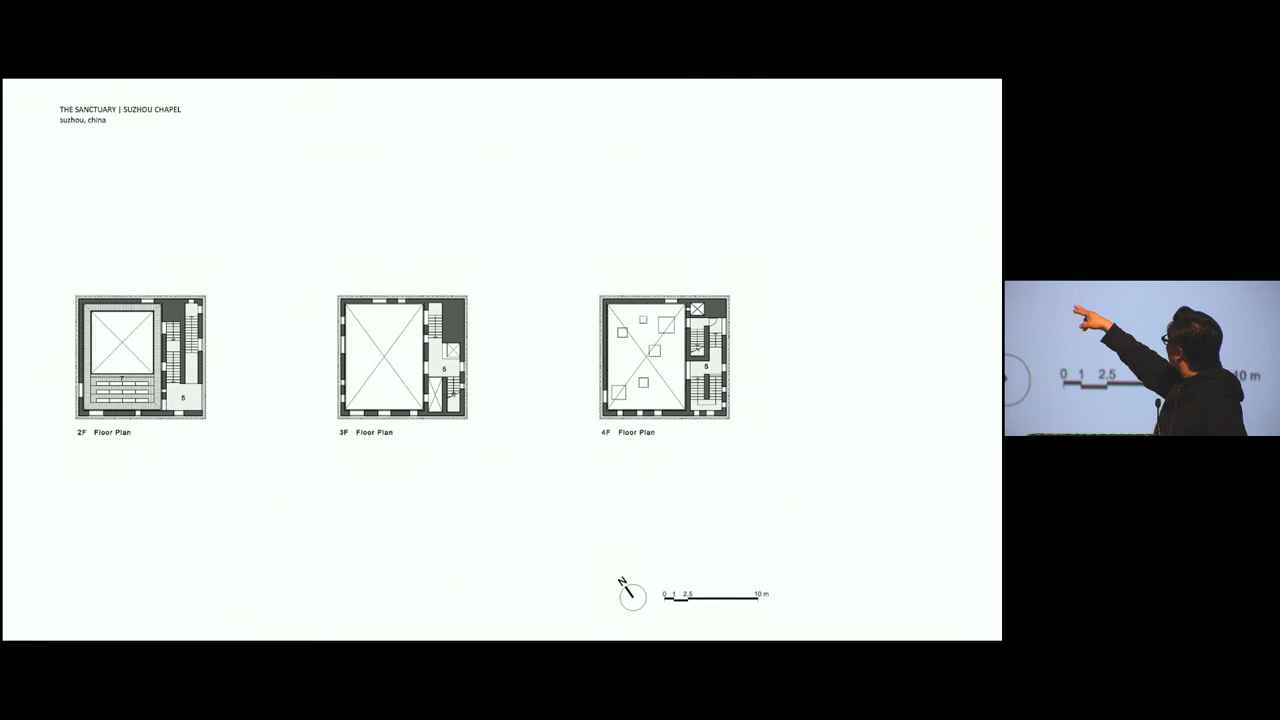 THE SANCTUARY | SUZHOU CHAPEL
suzhou, china
7
5
5
5
2F Floor Plan
3F Floor Plan
4F Floor Plan
N
0 1 2.5 10 m
0 1 2.5 10 m